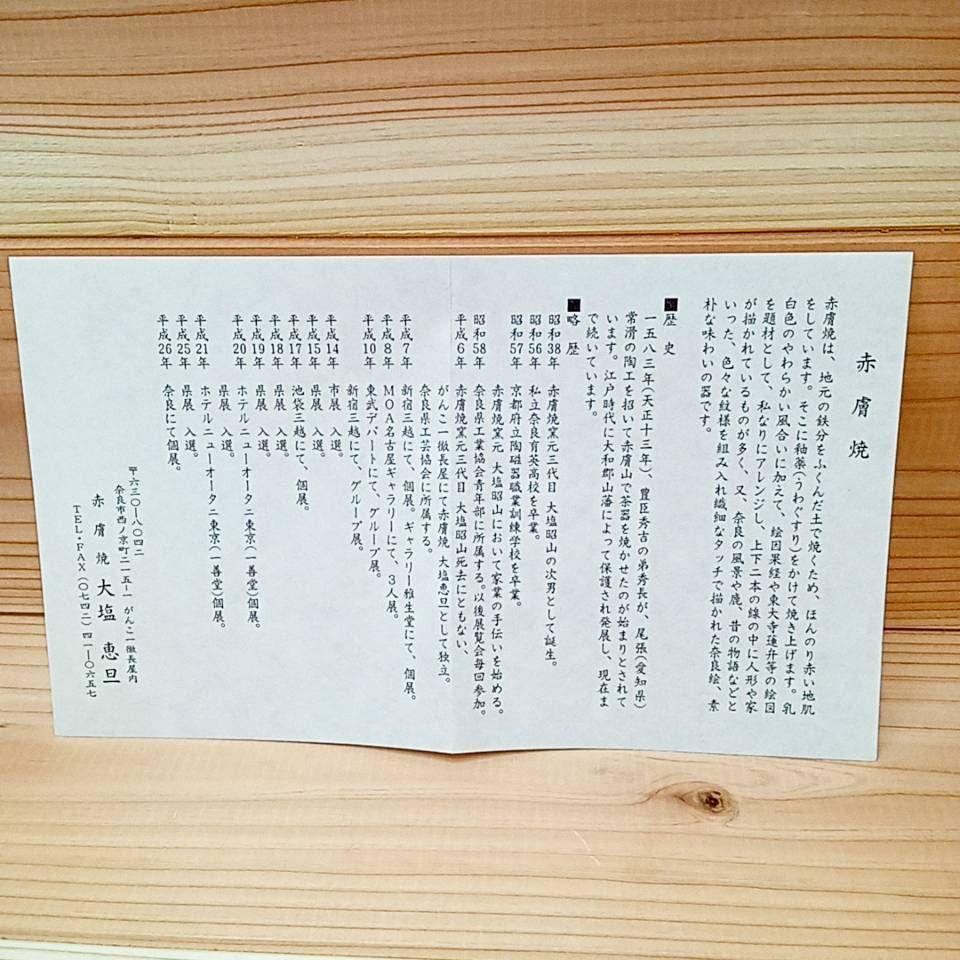 赤膚焼
赤膚焼は、地元の鉄分をふくんだ土で焼くため、ほんのり赤い地肌
をしています。そこに釉薬(うわぐすり)をかけて焼き上げます。乳
白色のやわらかい風合いに加えて、絵因果経や東大寺蓮弁等の絵図
を題材として、私なりにアレンジし、上下二本の線の中に人形や家
が描かれているものが多く、又、奈良の風景や鹿、昔の物語などと
いった、色々な紋様を組み入れ繊細なタッチで描かれた奈良絵、素
朴な味わいの器です。
■歴史
一五八三年(天正十三年)、豊臣秀吉の弟秀長が、尾張(愛知県)
常滑の陶工を招いて赤膚山で茶器を焼かせたのが始まりとされて
います。江戸時代に大和郡山藩によって保護され発展し、現在ま
で続いています。
■略歴
昭和38年 赤膚焼窯元三代目 大塩昭山の次男として誕生。
昭和56年 私立奈良育英高校を卒業。
昭和57年 京都府立陶磁器職業訓練学校を卒業。
赤膚焼窯元 大塩昭山において家業の手伝いを始める。
昭和58年 奈良県工業協会青年部に所属する。以後展覧会毎回参加。
平成6年 赤膚焼窯元三代目 大塩昭山死去にともない、
がんこ一徹長屋にて赤膚焼 大塩恵旦として独立。
奈良県工芸協会に所属する。
平成7年 新宿三越にて、個展。ギャラリー雅生堂にて、個展。
平成8年 MOA名古屋ギャラリーにて、3人展。
平成10年 東武デパートにて、グループ展。
新宿三越にて、グループ展。
平成14年 市展 入選。
平成15年 県展 入選。
平成17年 池袋三越にて、個展。
平成18年 県展 入選。
平成19年 県展 入選。
平成20年 ホテルニューオータニ東京(一善堂)個展。
県展 入選。
平成21年 ホテルニューオータニ東京(一善堂)個展。
平成25年 県展 入選。
平成26年 奈良にて個展。
〒六三〇-八〇四二
奈良市西ノ京町二一五-一 がんこ一徹長屋内
赤膚焼 大塩 恵旦
TEL・FAX(〇七四二)四一-〇六五七